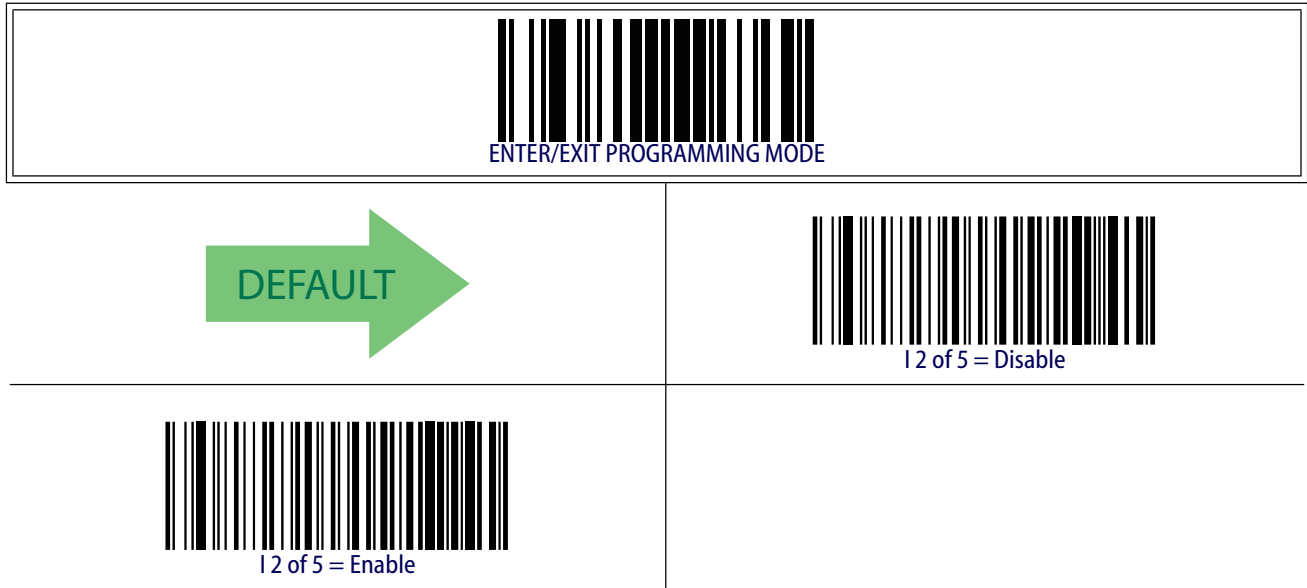 ENTER/EXIT PROGRAMMING MODE
DEFAULT
I 2 of 5 = Disable
I 2 of 5 = Enable